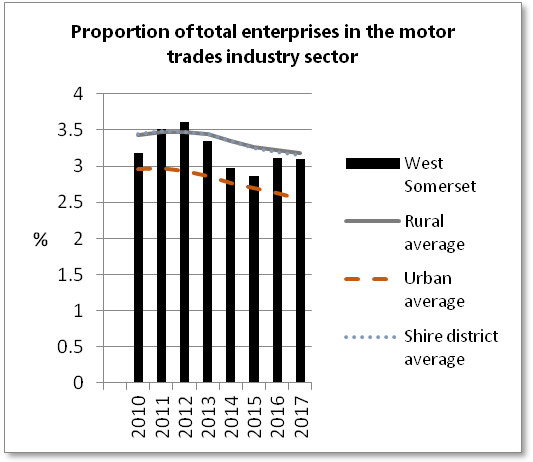 Proportion of total enterprises in the motor
trades industry sector
4
3.5
3
2.5
2
1.5
1
0.5
0
%
2010
2011
2012
2013
2014
2015
2016
2017
West
Somerset
Rural
average
Urban
average
Shire district
average